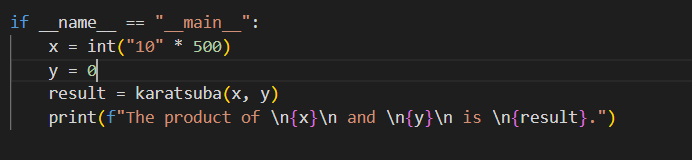 if __name__ == "__main__":
    x = int("10" * 500)
    y = 0
    result = karatsuba(x, y)
    print(f"The product of \n{x}\n and \n{y}\n is \n{result}.")